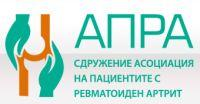 АПРА
СДРУЖЕНИЕ АСОЦИАЦИЯ
НА ПАЦИЕНТИТЕ С
РЕВМАТОИДЕН АРТРИТ